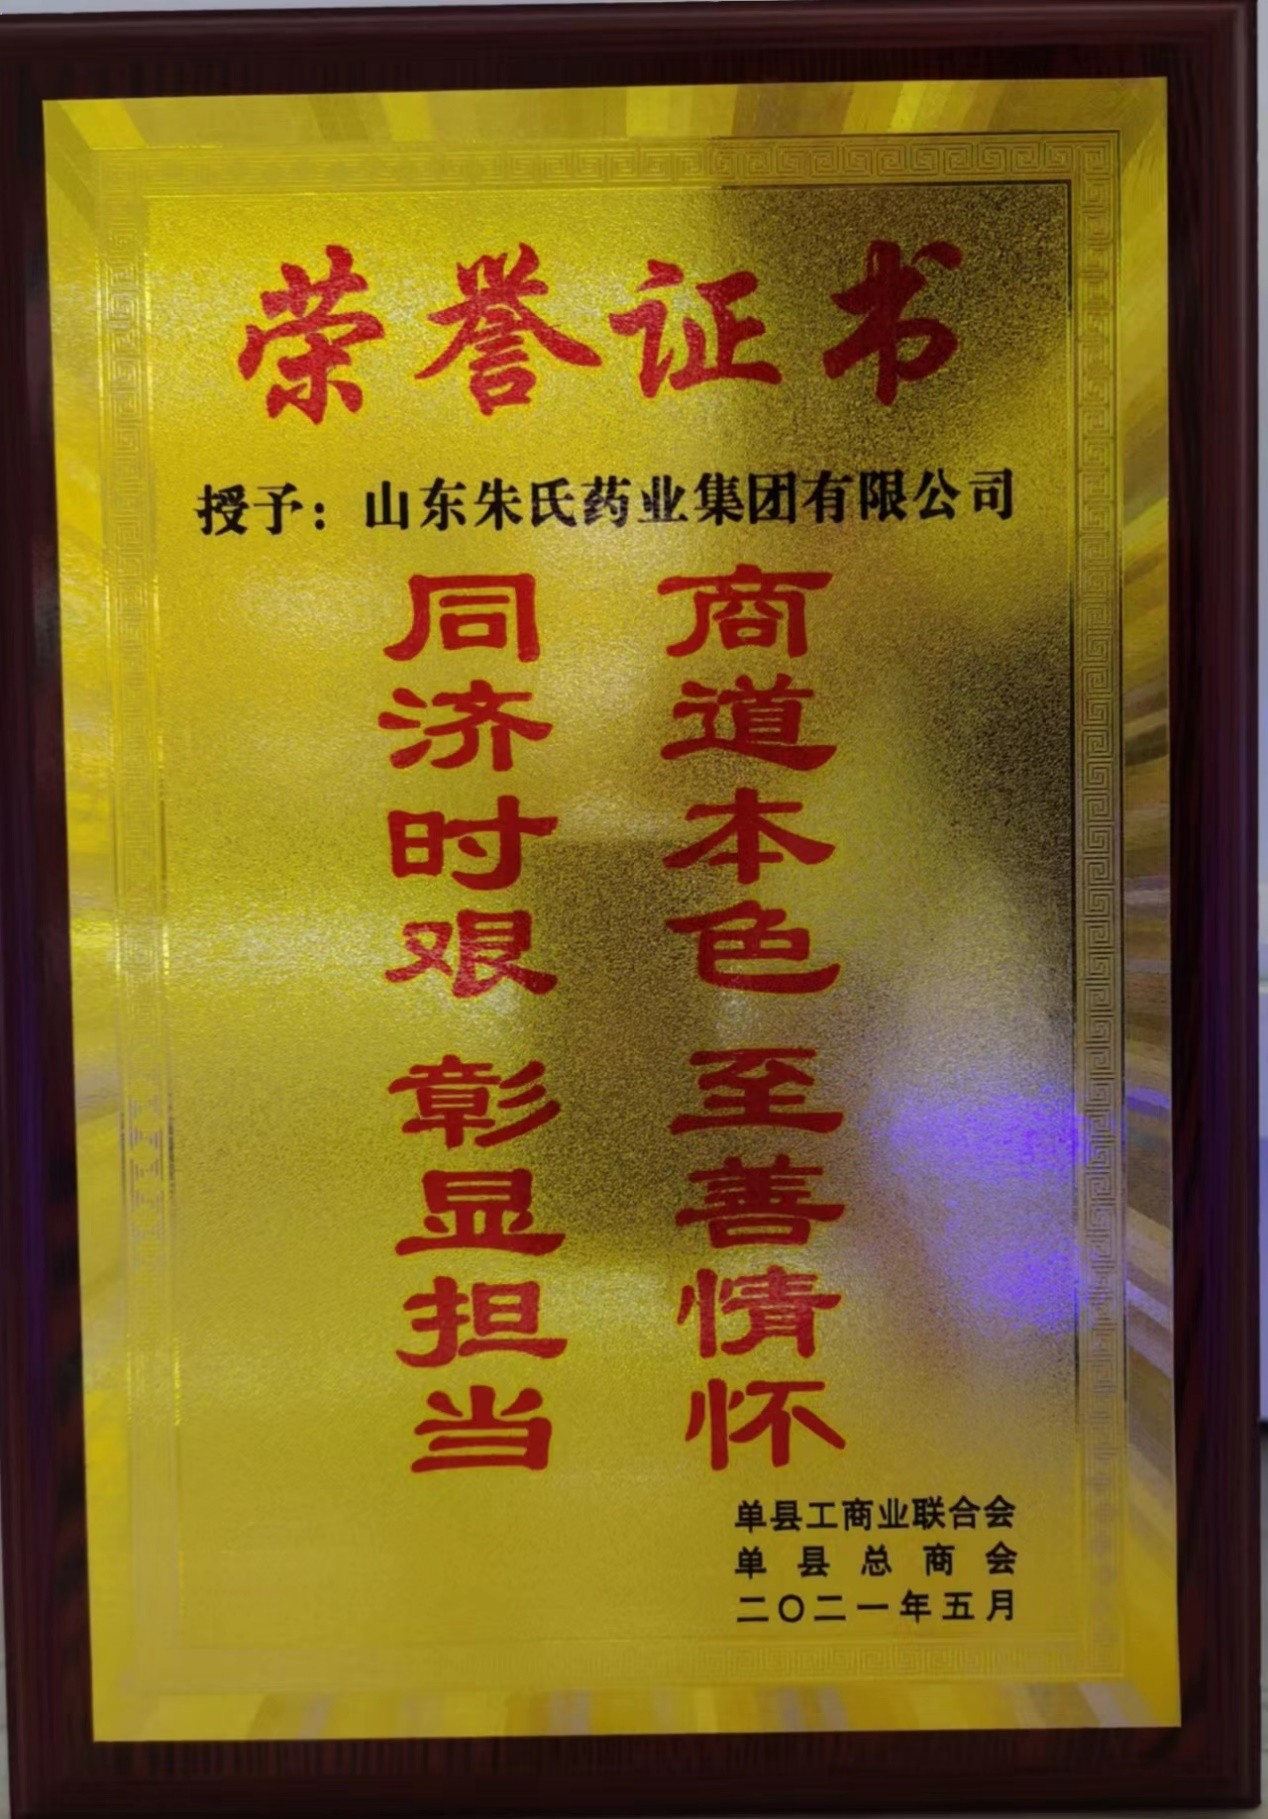 荣誉证书
授予：山东朱氏药业集团有限公司
商道本色 至善情怀
同济时艰 彰显担当
单县工商业联合会
单县总商会
二〇二一年五月